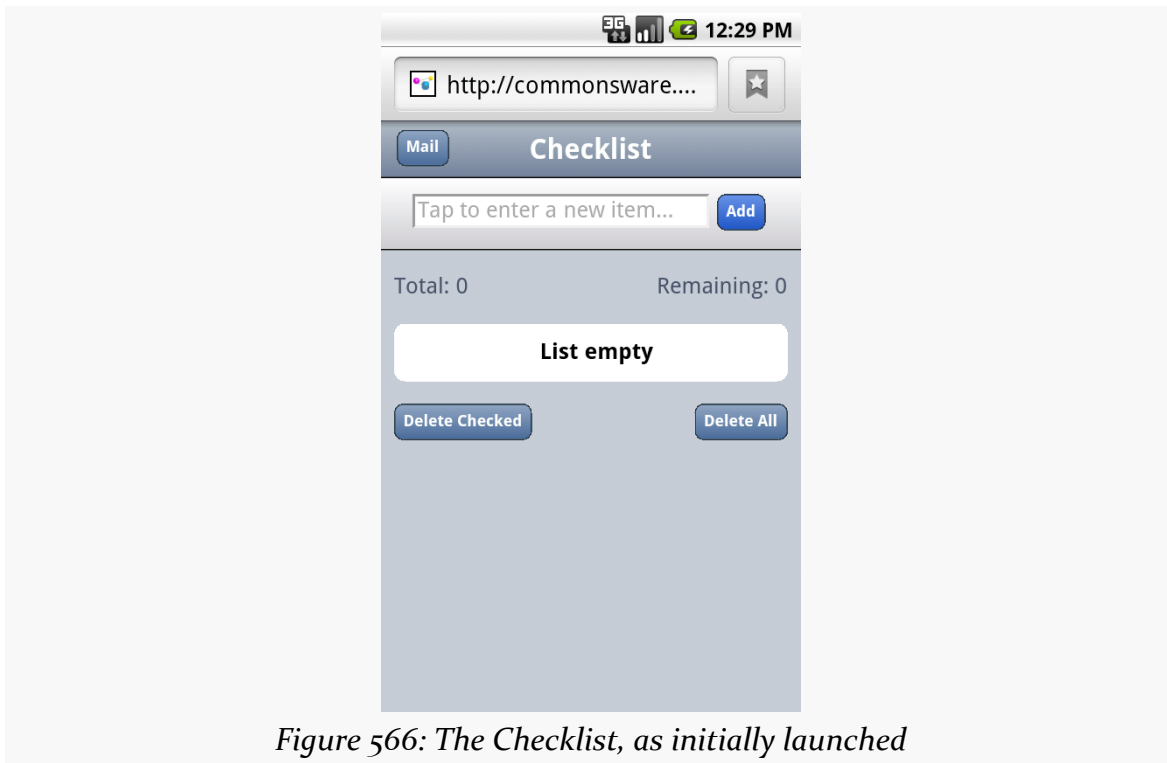 3G 12:29 PM
http://commonsware....
Mail Checklist
Tap to enter a new item... Add
Total: 0 Remaining: 0
List empty
Delete Checked Delete All
Figure 566: The Checklist, as initially launched